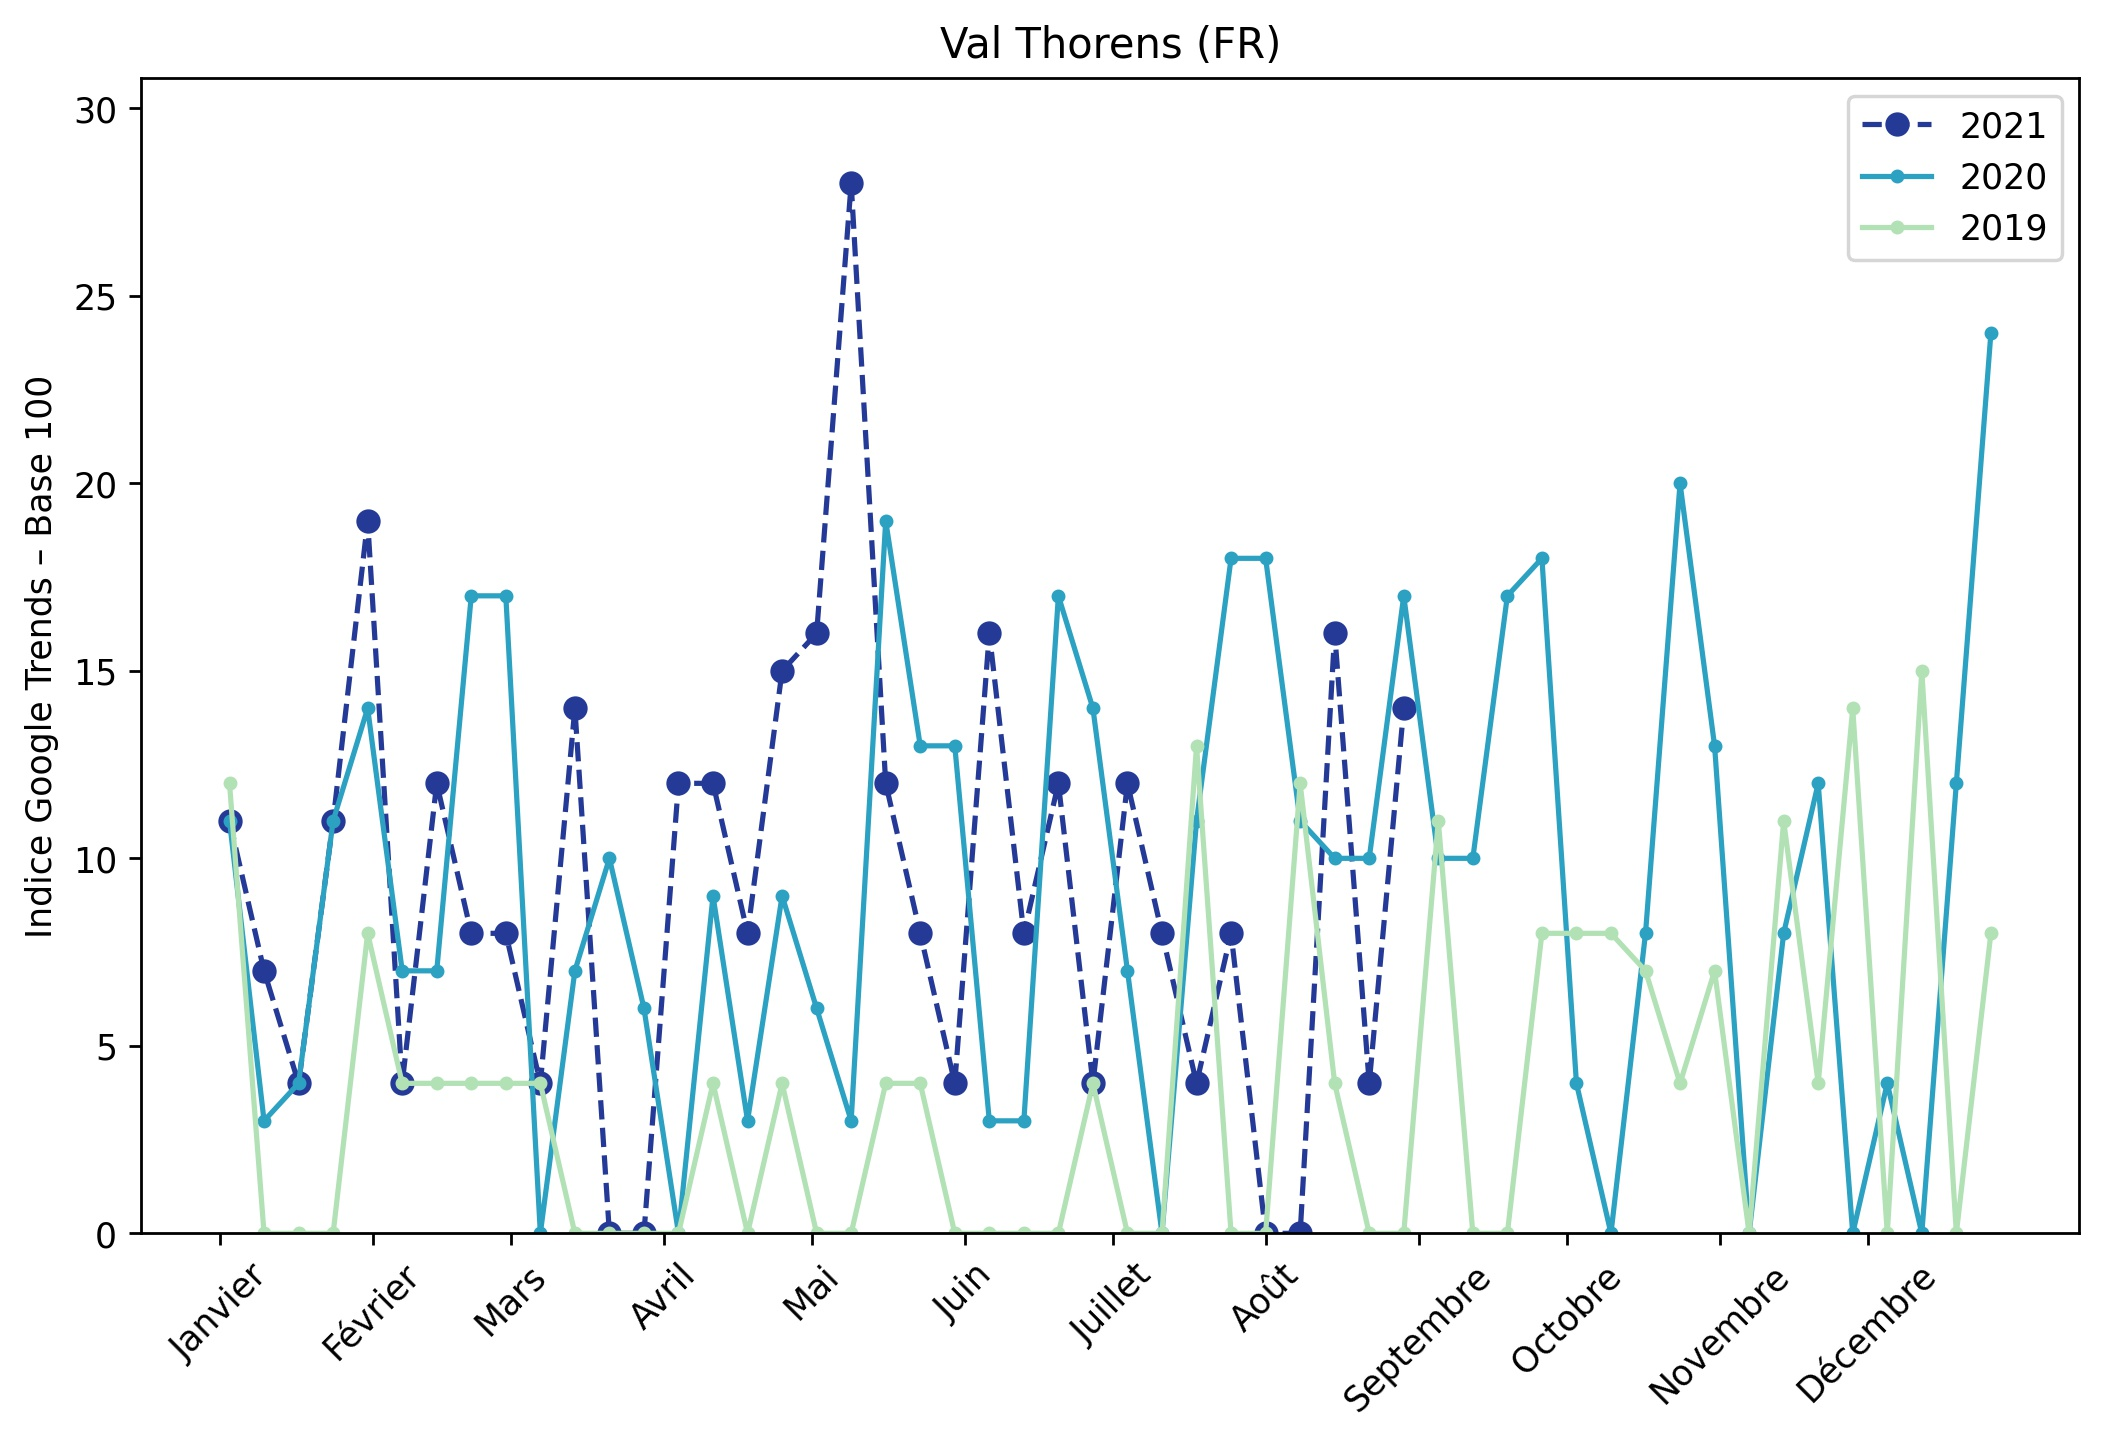 Val Thorens (FR)
Indice Google Trends – Base 100
30
25
20
15
10
5
0
2021
2020
2019
Janvier
Février
Mars
Avril
Mai
Juin
Juillet
Août
Septembre
Octobre
Novembre
Décembre